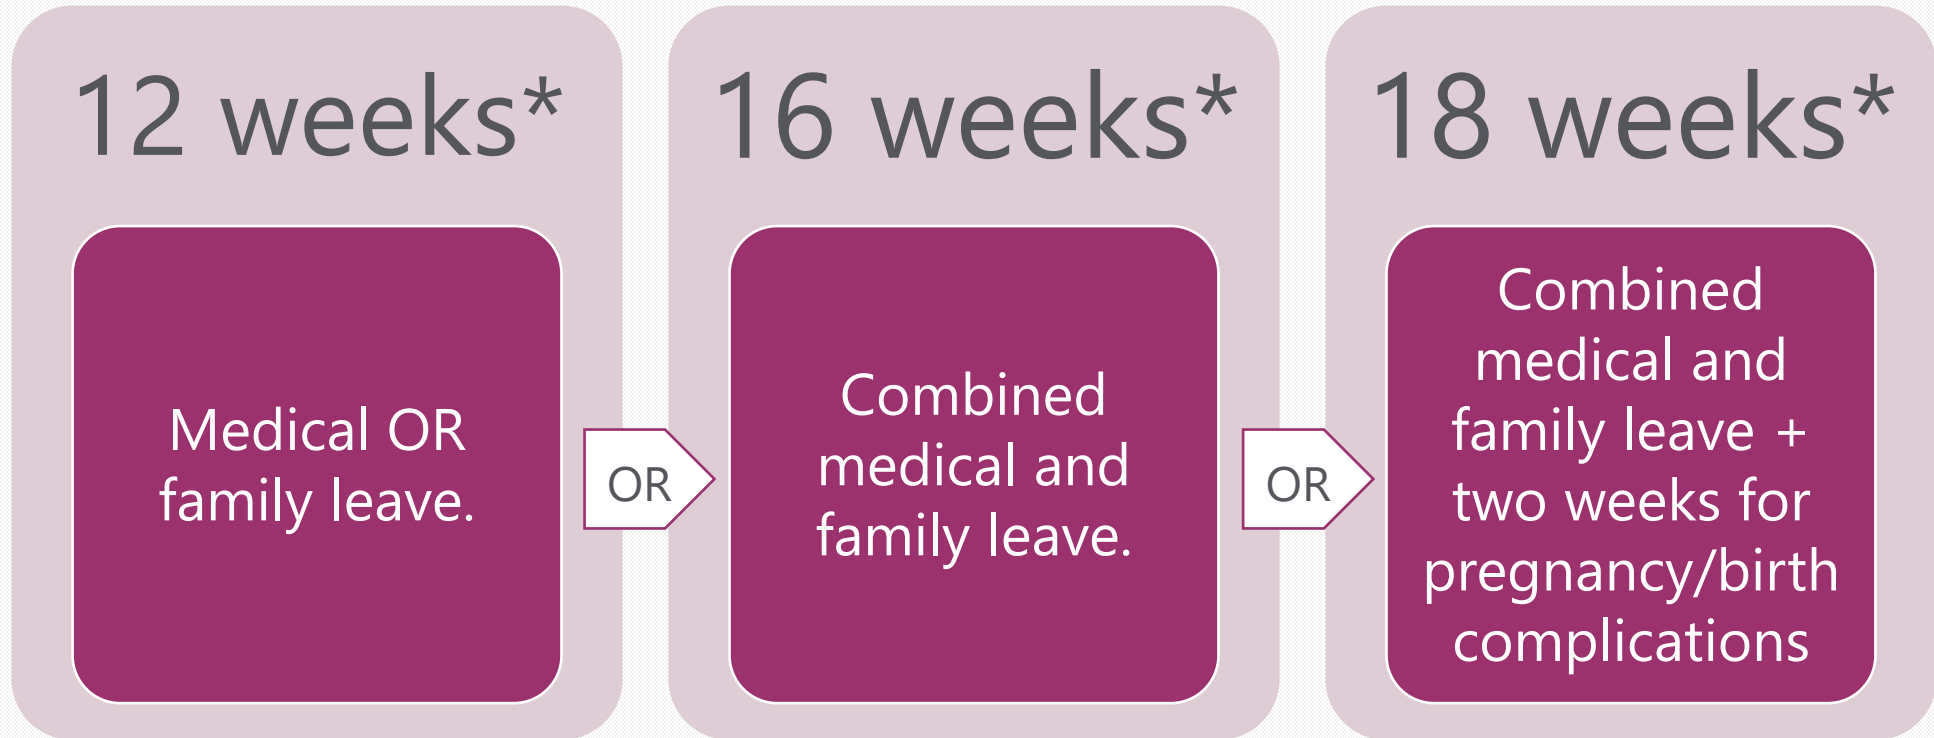 12 weeks*
Medical OR
family leave.
OR
16 weeks*
Combined
medical and
family leave.
OR
18 weeks*
Combined
medical and
family leave +
two weeks for
pregnancy/birth
complications